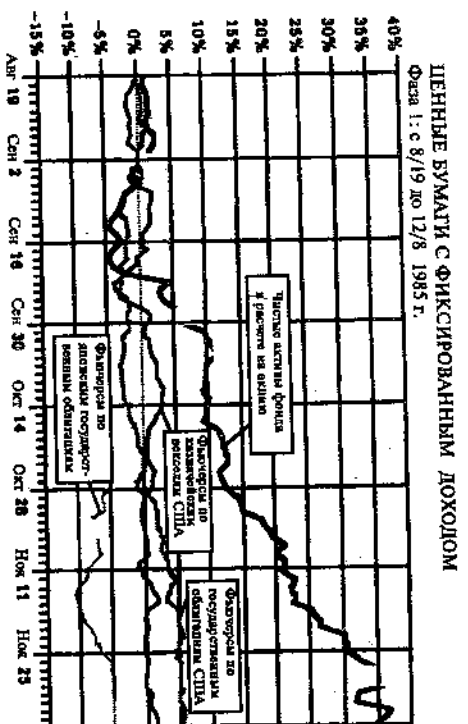 ЦЕННЫЕ БУМАГИ С ФИКСИРОВАННЫМ ДОХОДОМ
Фаза 1: с 8/19 до 12/8 1985 г.
40%
35%
30%
25%
20%
15%
10%
5%
0%
-5%
-10%
-15%
Чистые активы фонда
в расчете на акцию
Фьючерсы по
казначейским
векселям США
Фьючерсы по
государственным
облигациям США
Фьючерсы по
японским государст-
венным облигациям
Авг 19
Сен 2
Сен 16
Сен 30
Окт 14
Окт 28
Ноя 11
Ноя 25